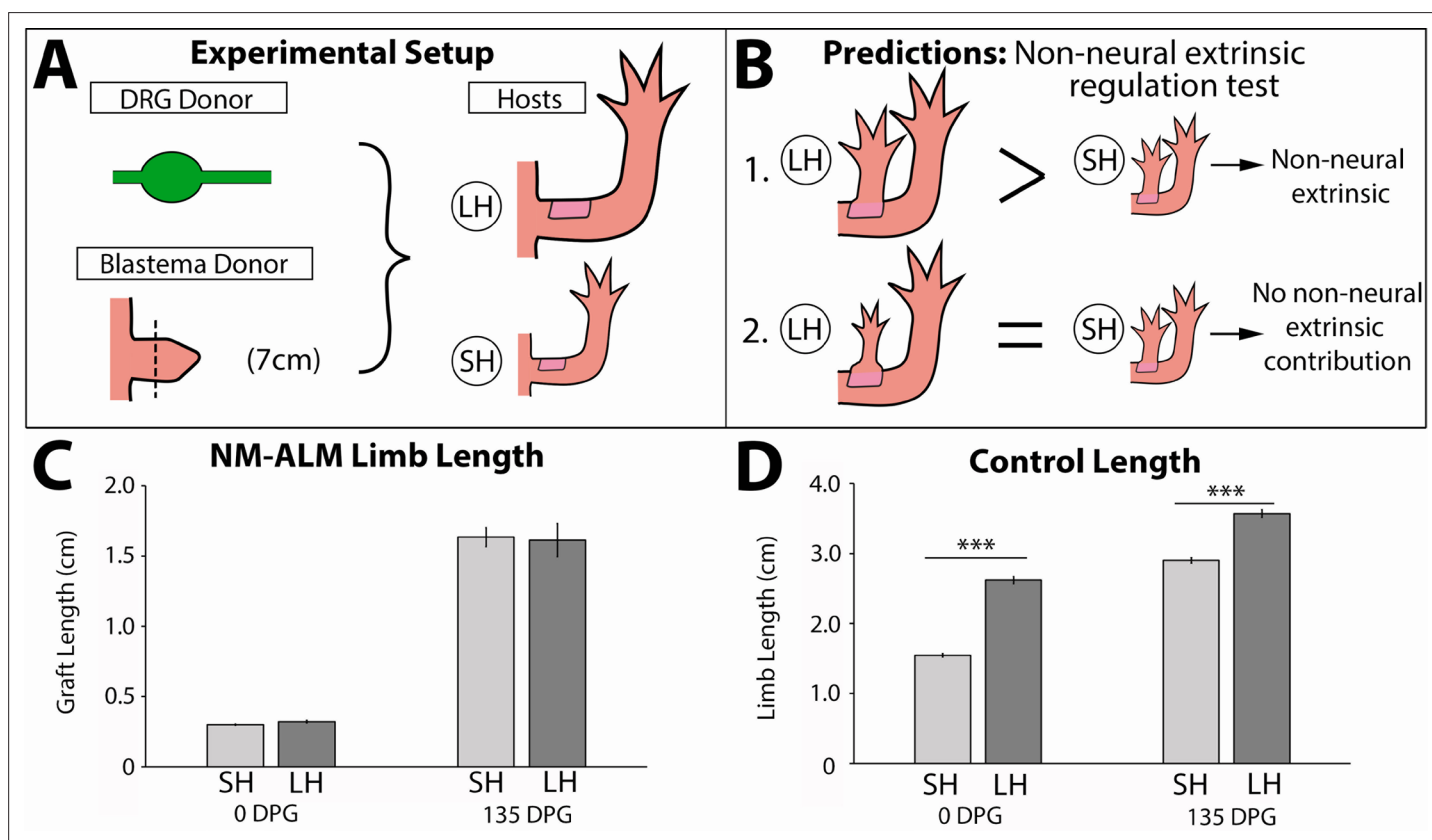 A
Experimental Setup
DRG Donor
Hosts
LH
Blastema Donor
(7cm)
SH
B
Predictions: Non-neural extrinsic
regulation test
1. LH > SH Non-neural
extrinsic
2. LH = SH No non-neural
extrinsic
contribution
C
NM-ALM Limb Length
Graft Length (cm)
2.0
1.5
1.0
0.5
0
SH LH SH LH
0 DPG 135 DPG
D
Control Length
Limb Length (cm)
4.0
3.0
2.0
1.0
0
*** ***
SH LH SH LH
0 DPG 135 DPG